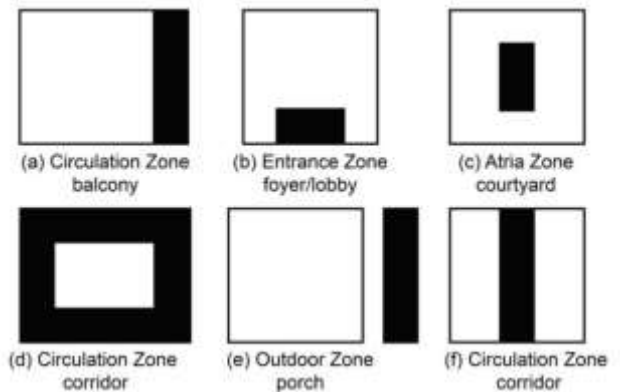 (a) Circulation Zone
balcony
(b) Entrance Zone
foyer/lobby
(c) Atria Zone
courtyard
(d) Circulation Zone
corridor
(e) Outdoor Zone
porch
(f) Circulation Zone
corridor